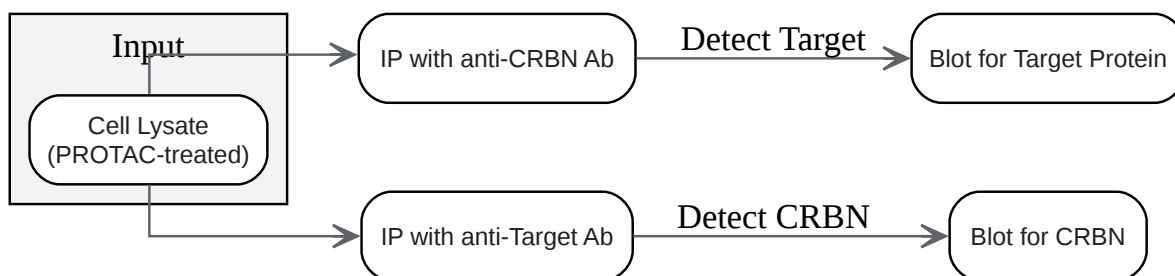 Input
Cell Lysate
(PROTAC-treated)
IP with anti-CRBN Ab
Detect Target
Blot for Target Protein
IP with anti-Target Ab
Detect CRBN
Blot for CRBN